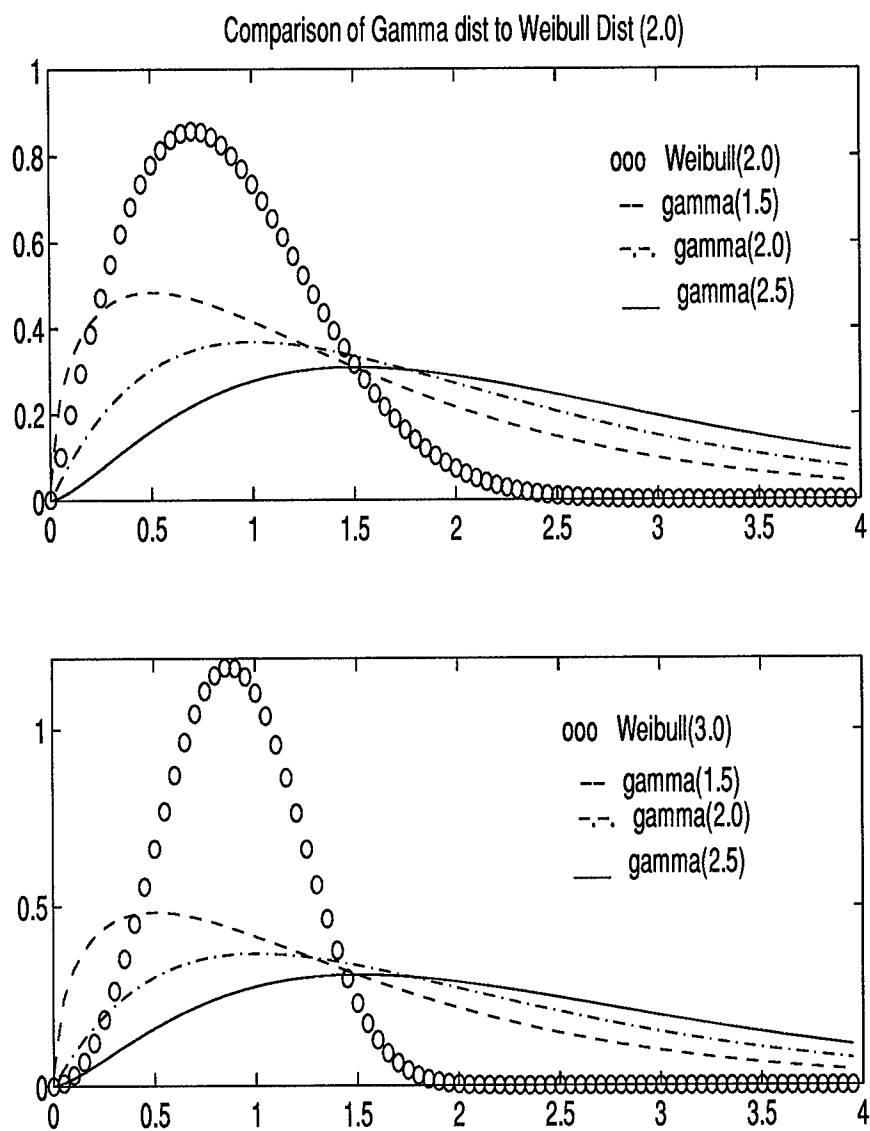 Comparison of Gamma dist to Weibull Dist (2.0)
1
0.8
0.6
0.4
0.2
0
ooo Weibull(2.0)
-- gamma(1.5)
-.-. gamma(2.0)
___ gamma(2.5)
0 0.5 1 1.5 2 2.5 3 3.5 4
1
0.5
0
ooo Weibull(3.0)
-- gamma(1.5)
-.-. gamma(2.0)
___ gamma(2.5)
0 0.5 1 1.5 2 2.5 3 3.5 4